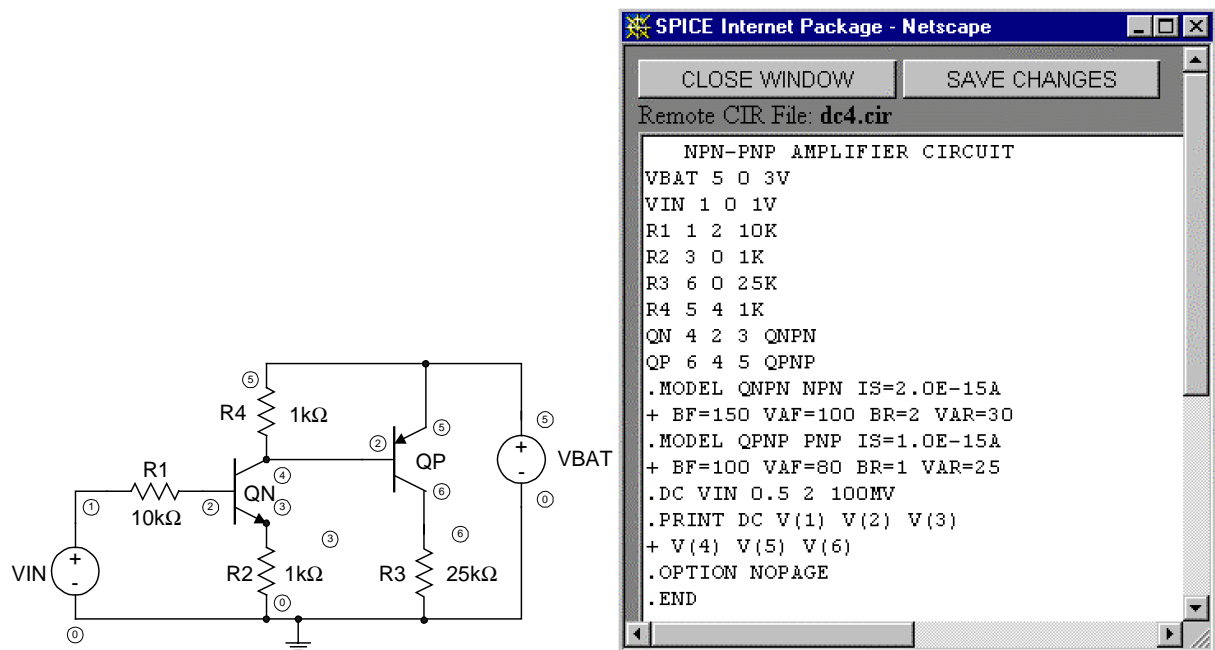 SPICE Internet Package - Netscape
CLOSE WINDOW
SAVE CHANGES
Remote CIR File: dc4.cir
NPN-PNP AMPLIFIER CIRCUIT
VBAT 5 0 3V
VIN 1 0 1V
R1 1 2 10K
R2 3 0 1K
R3 6 0 25K
R4 5 4 1K
QN 4 2 3 QNPN
QP 6 4 5 QPNP
.MODEL QNPN NPN IS=2.0E-15A
+ BF=150 VAF=100 BR=2 VAR=30
.MODEL QPNP PNP IS=1.0E-15A
+ BF=100 VAF=80 BR=1 VAR=25
.DC VIN 0.5 2 100MV
.PRINT DC V(1) V(2) V(3)
+ V(4) V(5) V(6)
.OPTION NOPAGE
.END
5
R4 1kΩ
2
5
5
QP
+
-
VBAT
4
R1
6
1
10kΩ
2
QN
3
0
3
6
VIN
+
-
R2 1kΩ
R3 25kΩ
0
0